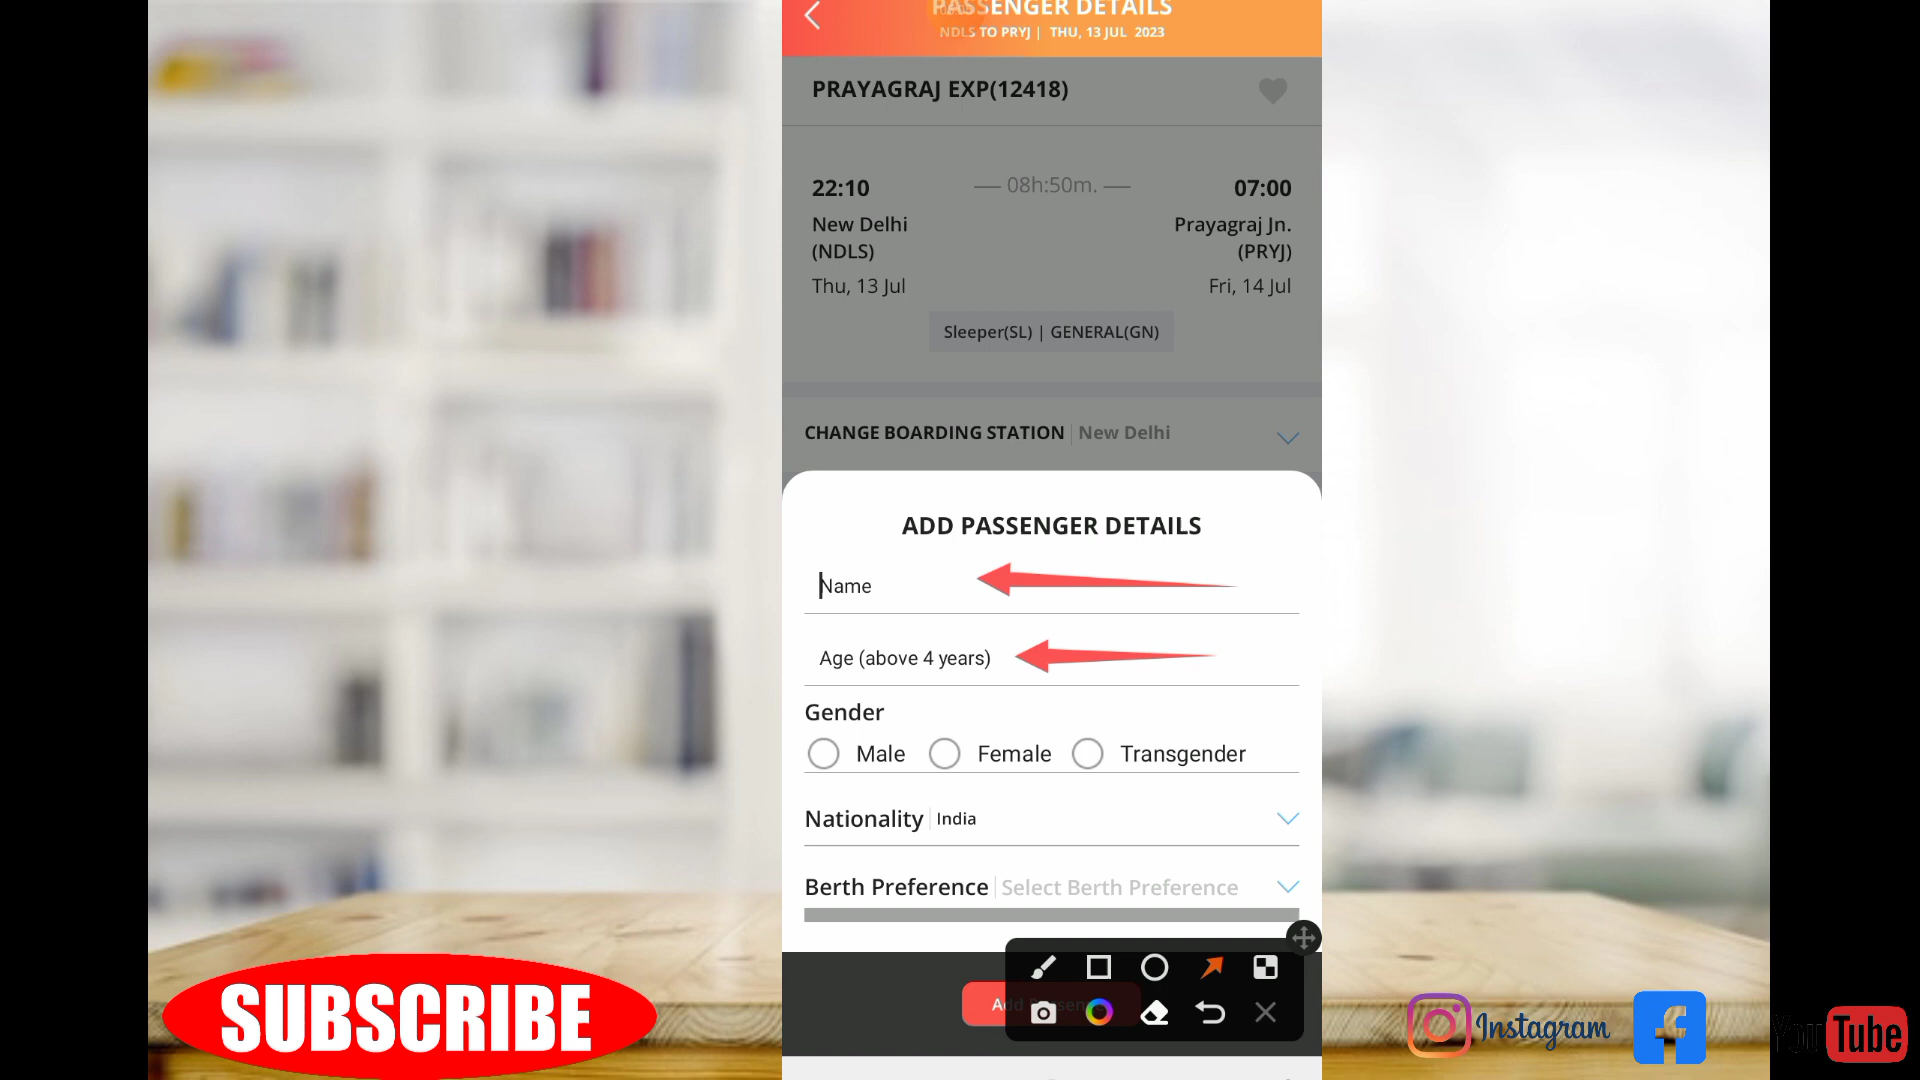 PASSENGER DETAILS
NDLS TO PRYJ | THU, 13 JUL 2023
PRAYAGRAJ EXP(12418)
22:10
08h:50m.
07:00
New Delhi
(NDLS)
Prayagraj Jn.
(PRYJ)
Thu, 13 Jul
Fri, 14 Jul
Sleeper(SL) | GENERAL(GN)
CHANGE BOARDING STATION | New Delhi
ADD PASSENGER DETAILS
Name
Age (above 4 years)
Gender
Male Female Transgender
Nationality | India
Berth Preference | Select Berth Preference
SUBSCRIBE
Instagram
YouTube